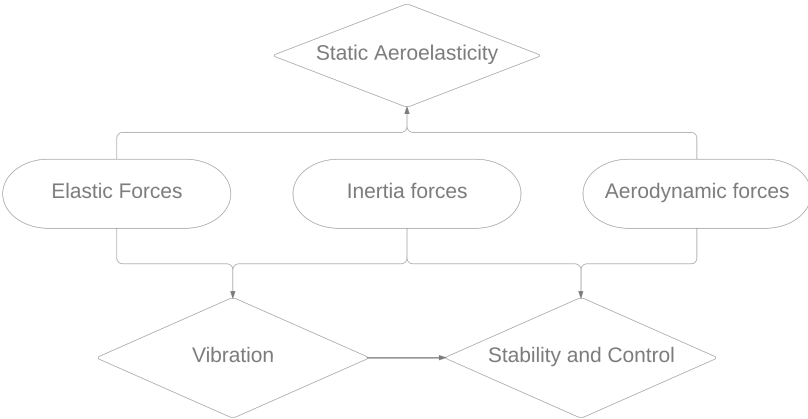 Static Aeroelasticity
Elastic Forces
Inertia forces
Aerodynamic forces
Vibration
Stability and Control